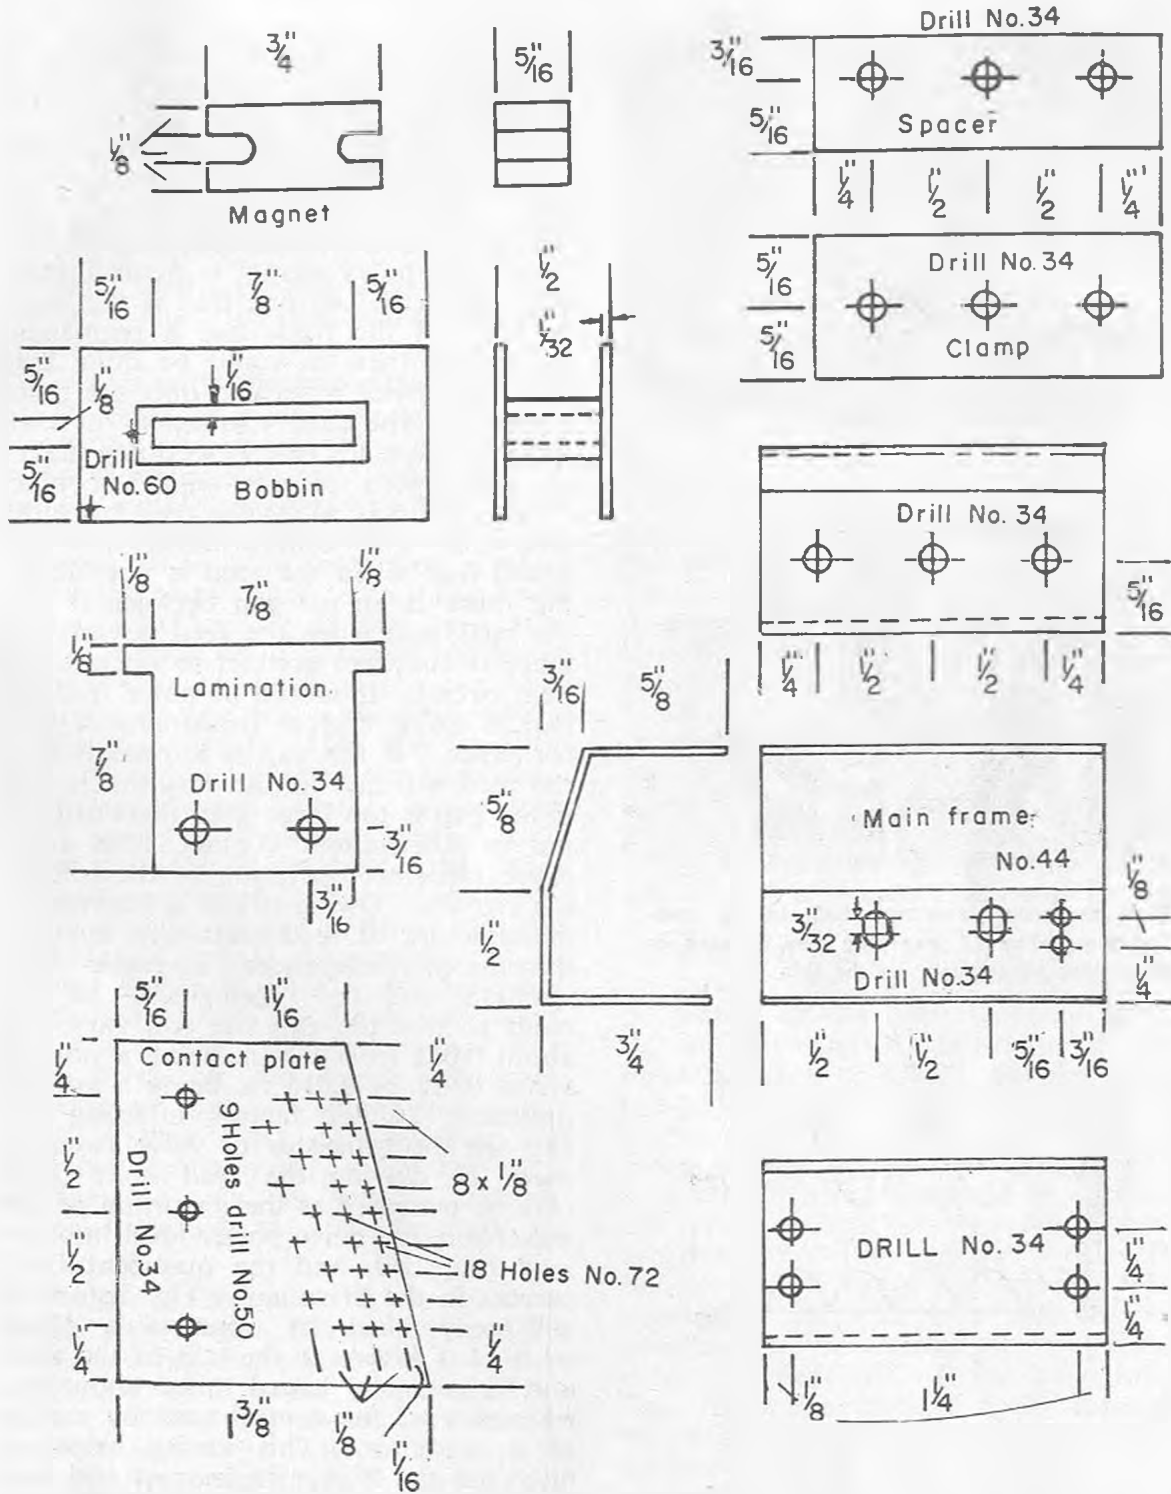 3/4"
5/16"
1/8"
Magnet
Drill No.34
3/16"
5/16"
Spacer
1/4" 1/2" 1/2" 1/4"
5/16"
5/16"
Drill No.34
Clamp
5/16" 7/8" 5/16"
5/16"
1/8"
1/16"
5/16"
Drill
No.60
Bobbin
1/2"
1/32"
Drill No. 34
5/16"
1/4" 1/2" 1/2" 1/4"
1/8" 7/8" 1/8"
1/8"
Lamination
7/8"
Drill No.34
3/16"
3/16"
3/16" 5/8"
5/8"
1/2"
3/4"
Main frame
No.44
3/32"
Drill No.34
1/8"
1/4"
1/2" 1/2" 5/16" 3/16"
5/16" 11/16"
1/4"
Contact plate
1/4"
1/2"
1/2"
1/4"
Drill No.34
9Holes drill No.50
8 x 1/8"
18 Holes No.72
1/4"
3/8" 1/8" 1/16"
DRILL No. 34
1/4"
1/4"
1/8" 1 1/4"